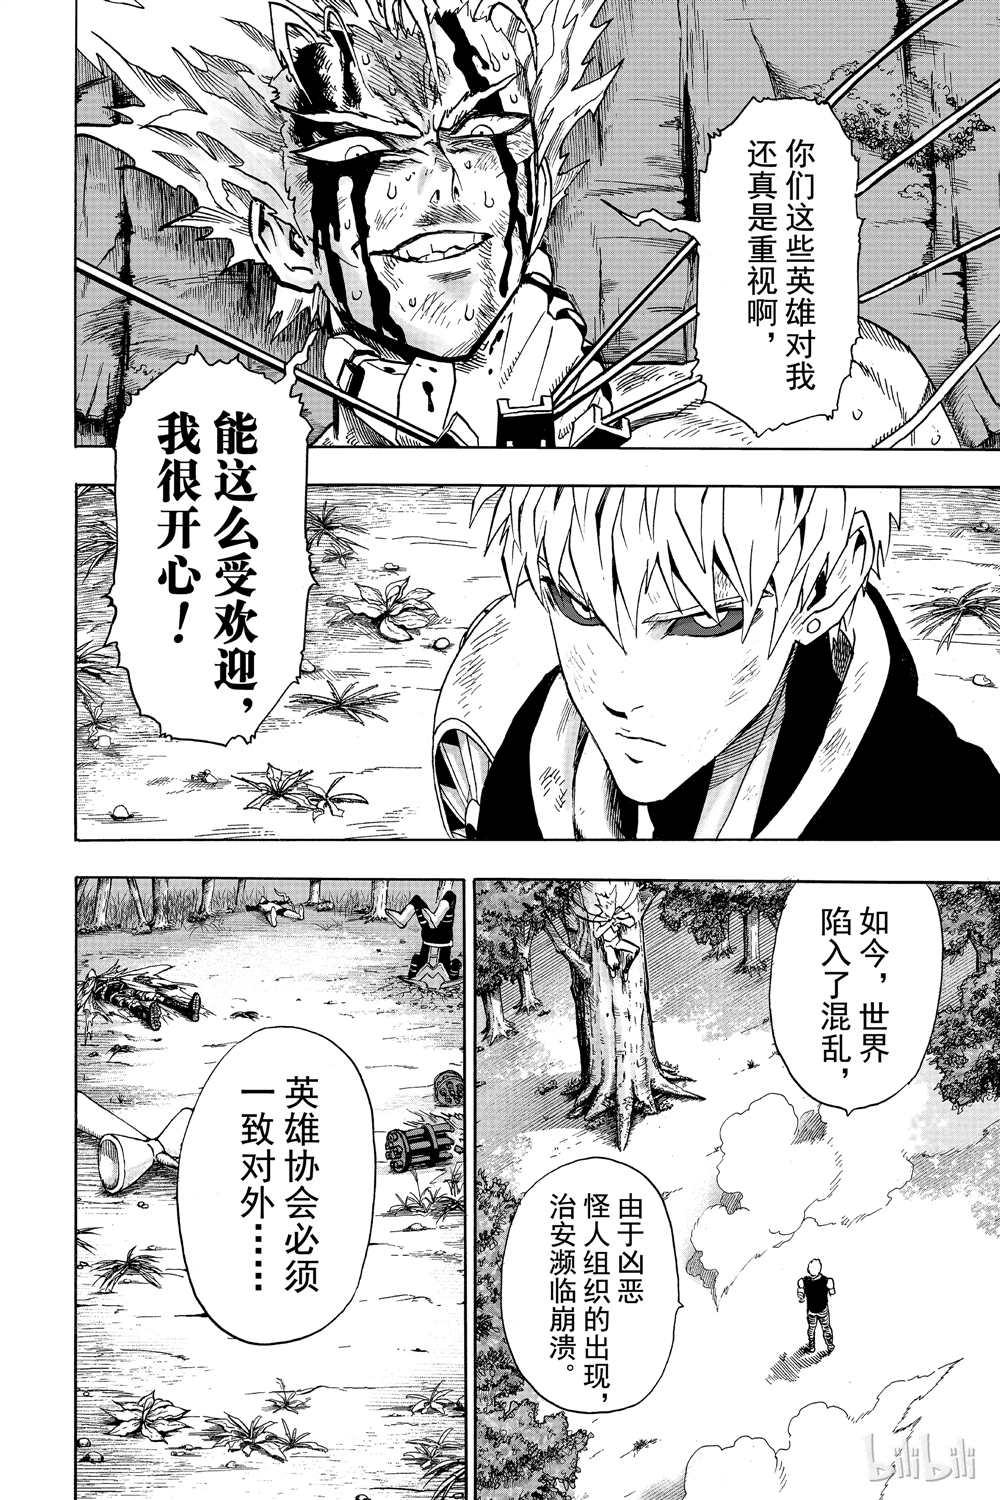 你们这些英雄对我
还真是重视啊，
能这么受欢迎，
我很开心！
如今，世界
陷入了混乱，
由于凶恶
怪人组织的出现，
治安濒临崩溃。
英雄协会必须
一致对外……
bilibili